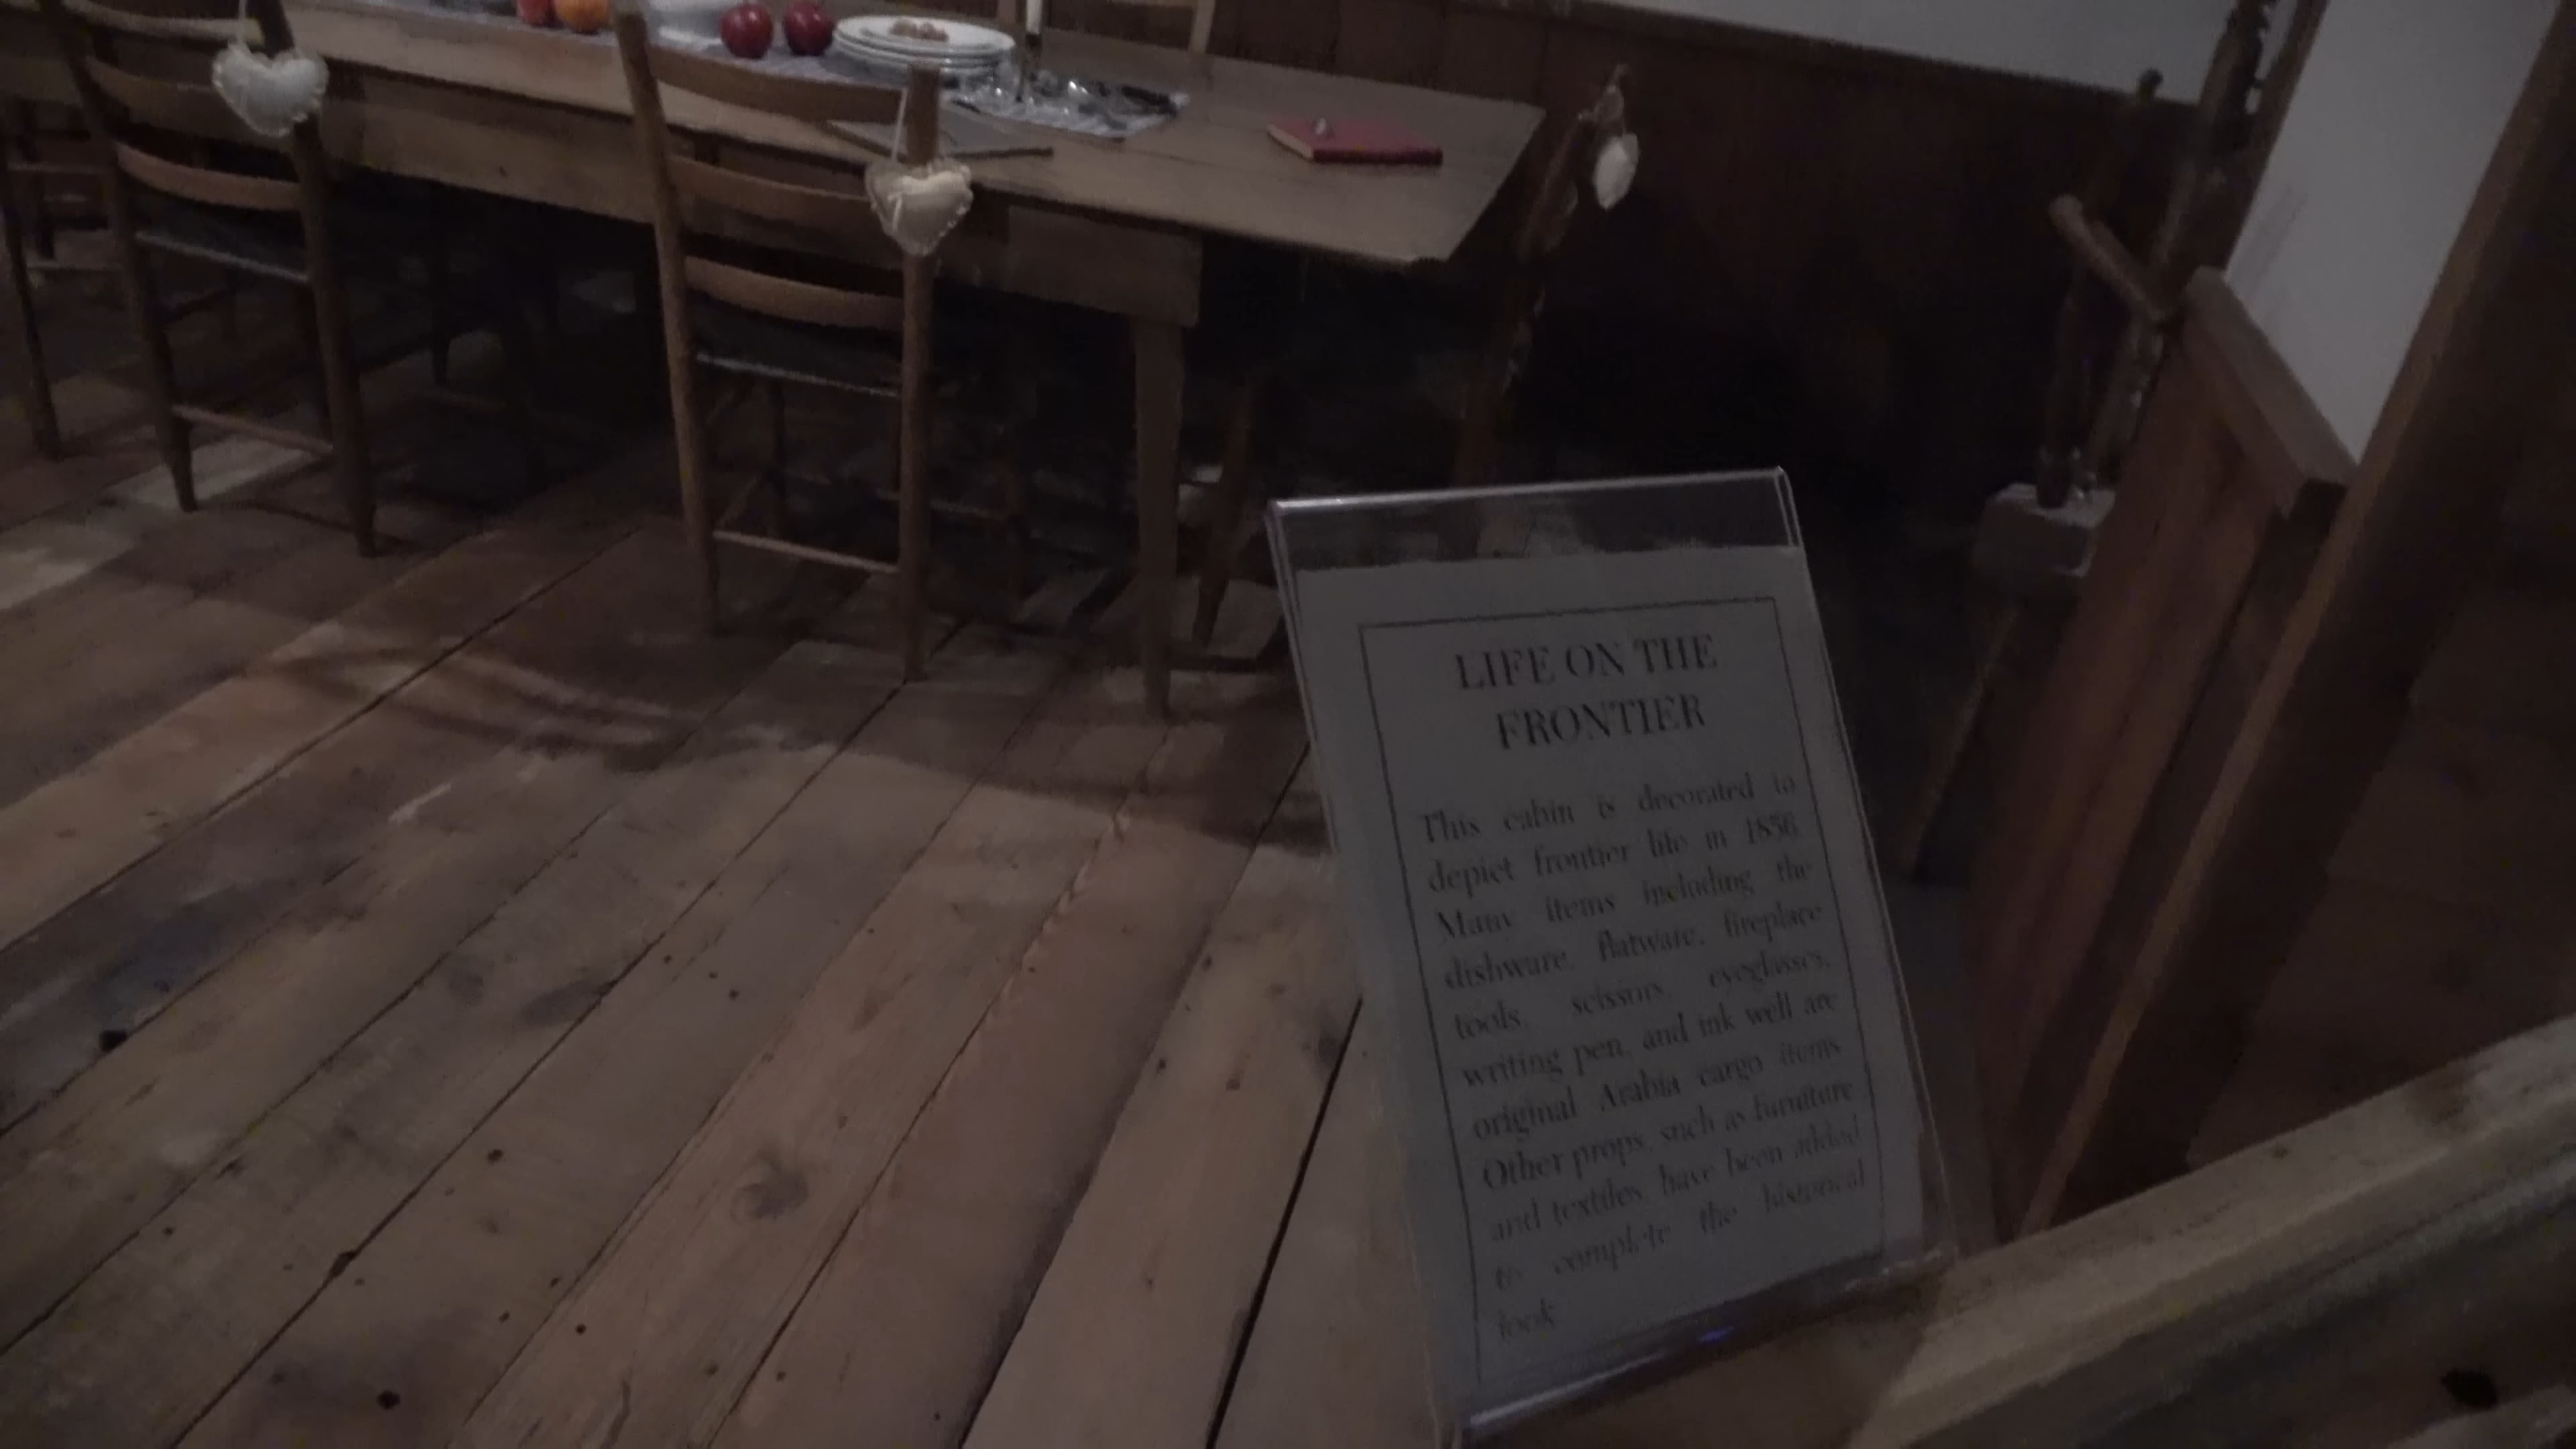 LIFE ON THE
FRONTIER
This cabin is decorated to
depict frontier life in 1856.
Many items including the
dishware, flatware, fireplace
tools, scissors, eyeglasses,
writing pen, and ink well are
original Arabia cargo items.
Other props, such as furniture
and textiles, have been added
to complete the historical
look.